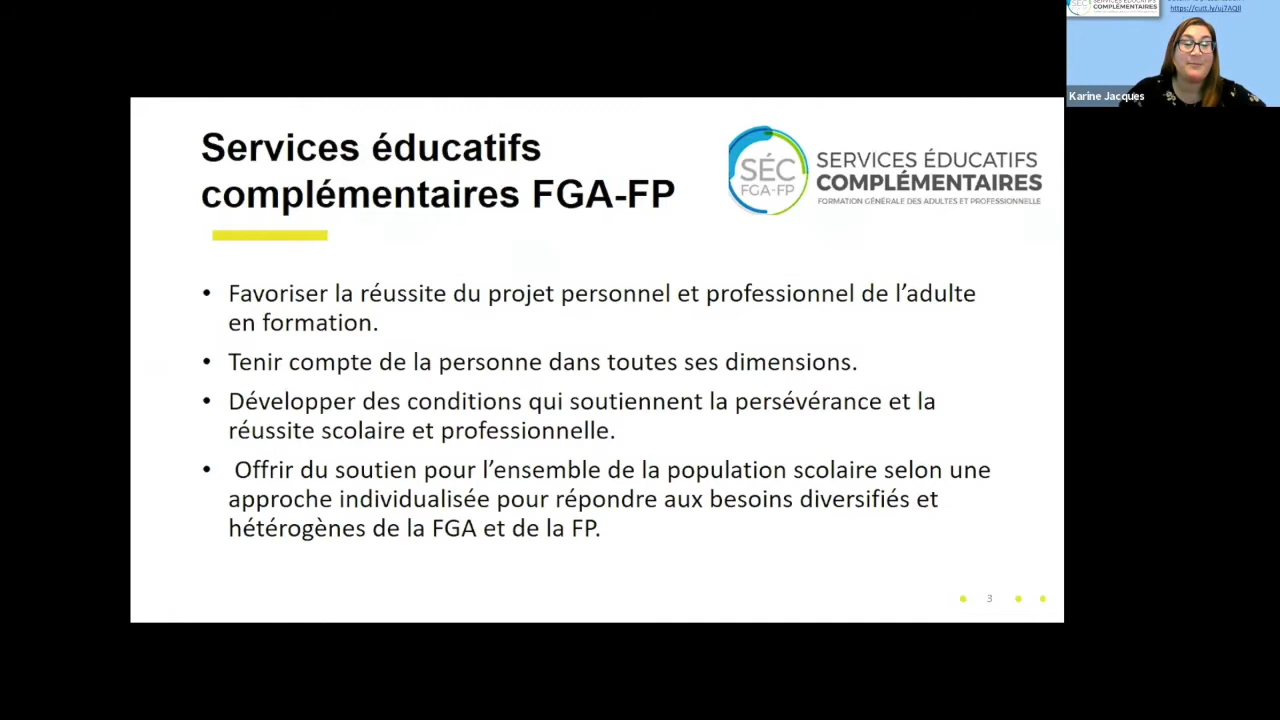 Services éducatifs
complémentaires FGA-FP
SÉC
FGA-FP
SERVICES ÉDUCATIFS
COMPLÉMENTAIRES
FORMATION GÉNÉRALE DES ADULTES ET PROFESSIONNELLE
• Favoriser la réussite du projet personnel et professionnel de l’adulte
en formation.
• Tenir compte de la personne dans toutes ses dimensions.
• Développer des conditions qui soutiennent la persévérance et la
réussite scolaire et professionnelle.
• Offrir du soutien pour l’ensemble de la population scolaire selon une
approche individualisée pour répondre aux besoins diversifiés et
hétérogènes de la FGA et de la FP.
3
SÉC
COMPLÉMENTAIRES
Karine Jacques